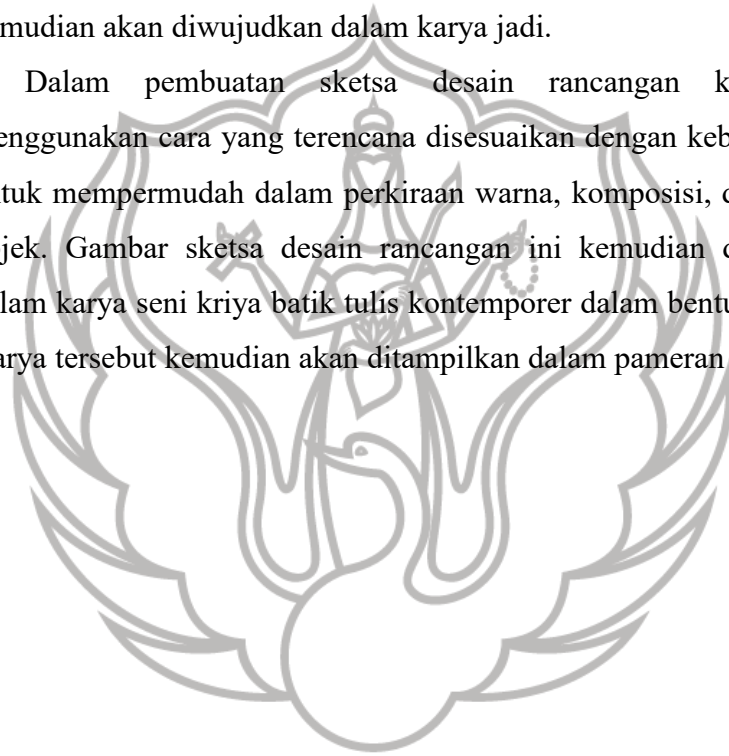 mudian akan diwujudkan dalam karya jadi.
Dalam pembuatan sketsa desain rancangan k
enggunakan cara yang terencana disesuaikan dengan keb
tuk mempermudah dalam perkiraan warna, komposisi, d
jek. Gambar sketsa desain rancangan ini kemudian d
lam karya seni kriya batik tulis kontemporer dalam bentu
arya tersebut kemudian akan ditampilkan dalam pameran